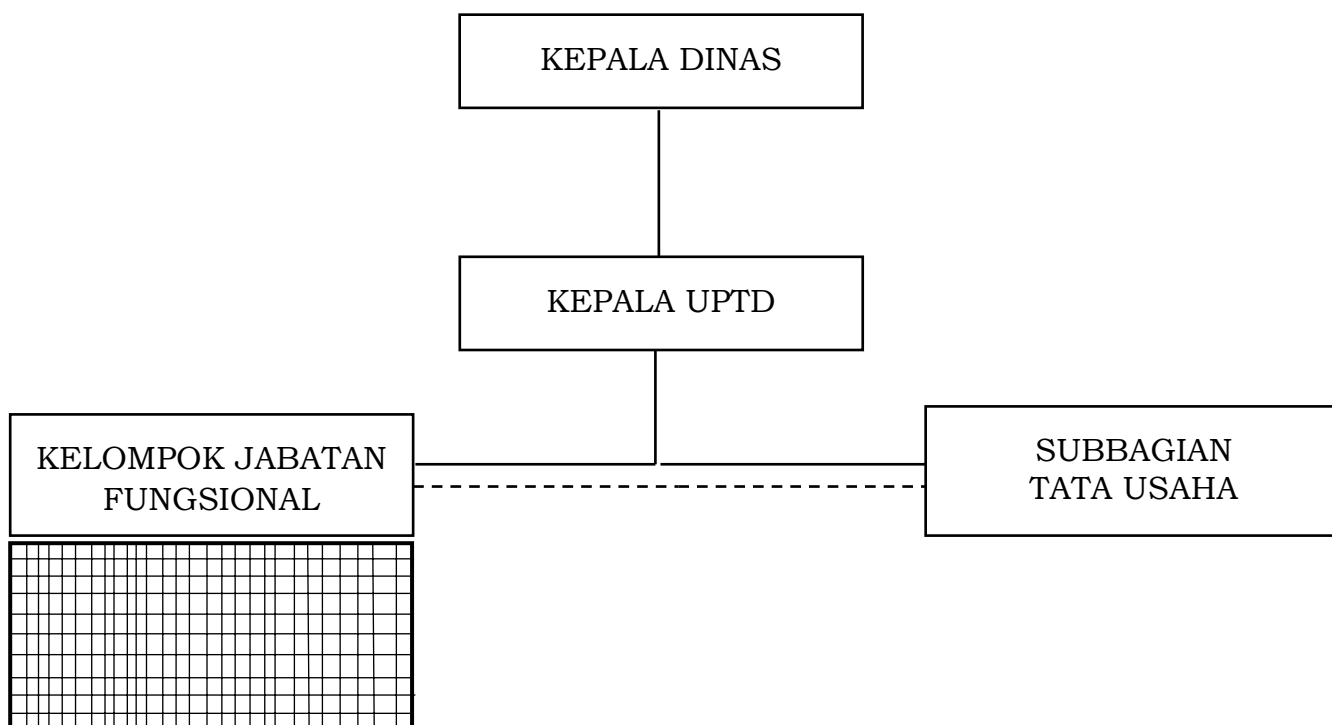 KEPALA DINAS
KEPALA UPTD
KELOMPOK JABATAN
FUNGSIONAL
SUBBAGIAN
TATA USAHA